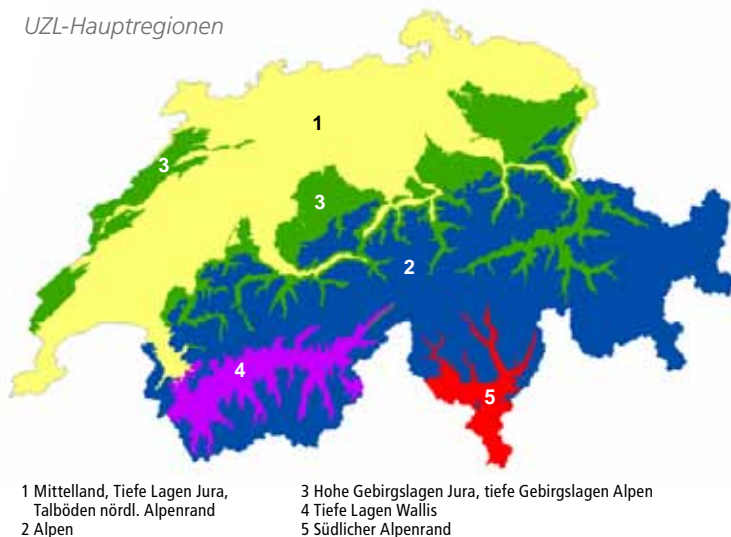 UZL-Hauptregionen
1
3
3
2
4
5
1 Mittelland, Tiefe Lagen Jura,
Talböden nördl. Alpenrand
2 Alpen
3 Hohe Gebirgslagen Jura, tiefe Gebirgslagen Alpen
4 Tiefe Lagen Wallis
5 Südlicher Alpenrand